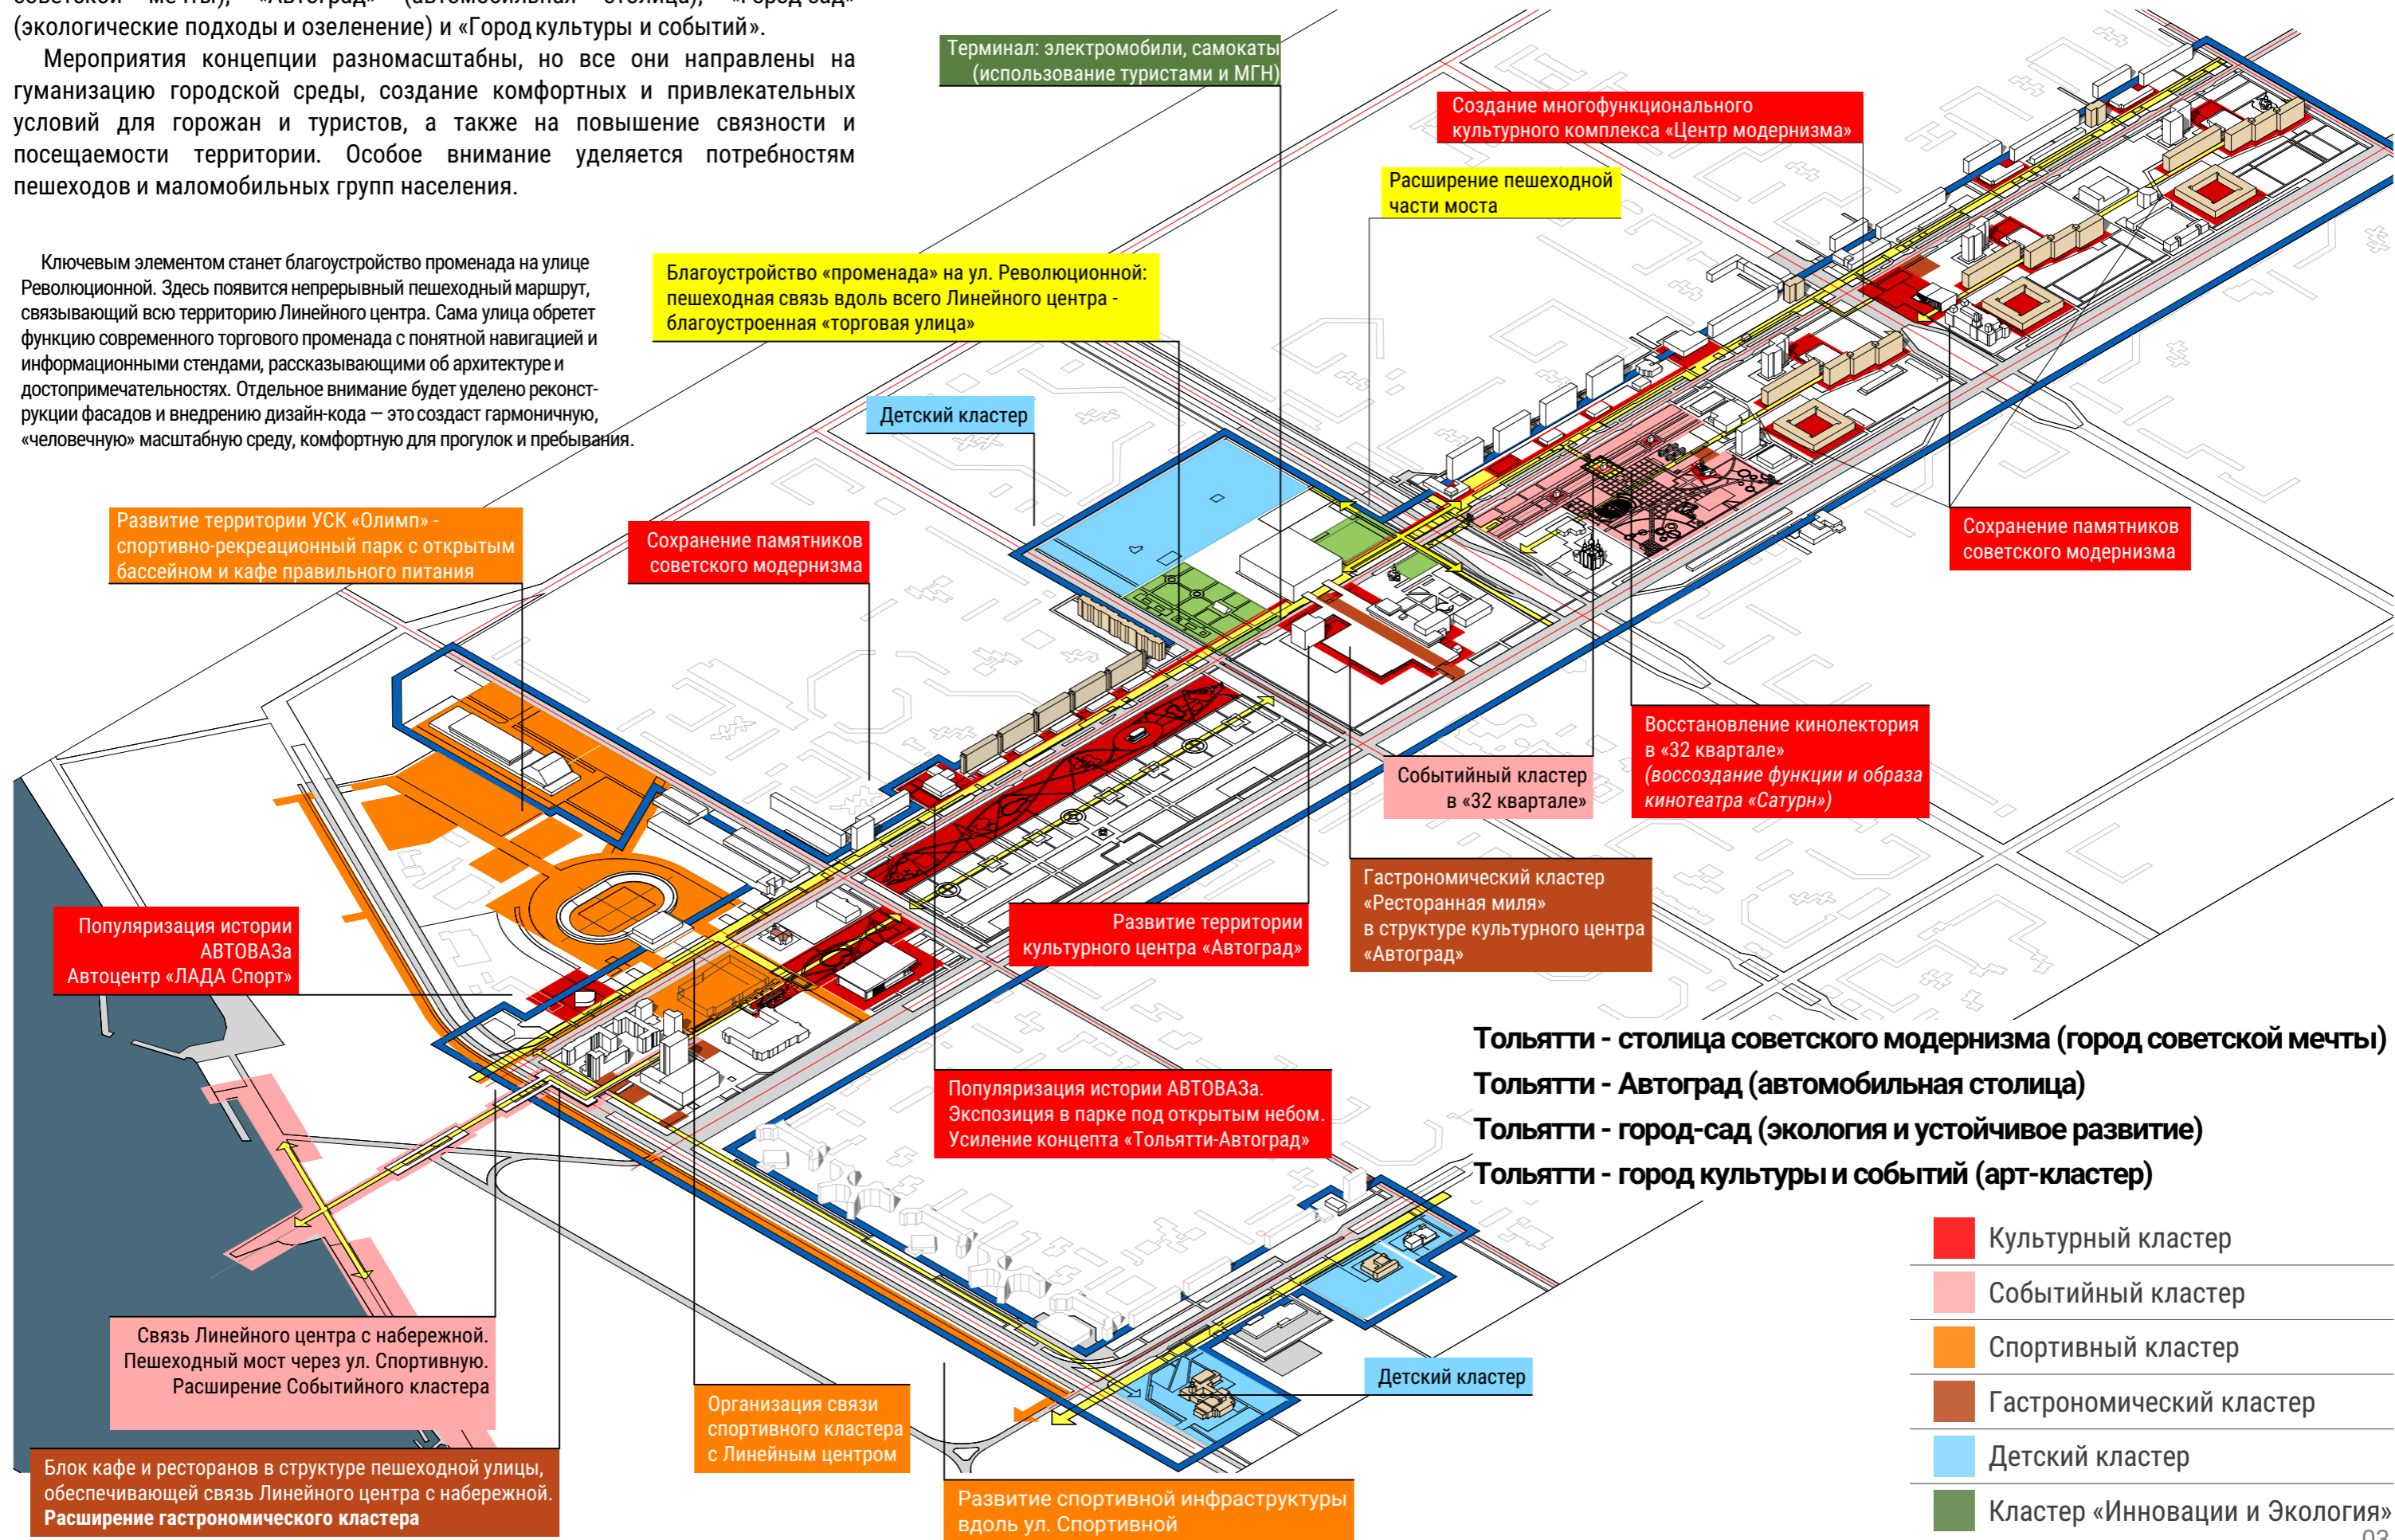 советской мечты), «Автоград» (автомобильная столица), «Город-сад»
(экологические подходы и озеленение) и «Город культуры и событий».
Мероприятия концепции разномасштабны, но все они направлены на
гуманизацию городской среды, создание комфортных и привлекательных
условий для горожан и туристов, а также на повышение связности и
посещаемости территории. Особое внимание уделяется потребностям
пешеходов и маломобильных групп населения.
Ключевым элементом станет благоустройство променада на улице
Революционной. Здесь появится непрерывный пешеходный маршрут,
связывающий всю территорию Линейного центра. Сама улица обретет
функцию современного торгового променада с понятной навигацией и
информационными стендами, рассказывающими об архитектуре и
достопримечательностях. Отдельное внимание будет уделено реконст-
рукции фасадов и внедрению дизайн-кода — это создаст гармоничную,
«человечную» масштабную среду, комфортную для прогулок и пребывания.
Терминал: электромобили, самокаты
(использование туристами и МГН)
Создание многофункционального
культурного комплекса «Центр модернизма»
Расширение пешеходной
части моста
Благоустройство «променада» на ул. Революционной:
пешеходная связь вдоль всего Линейного центра -
благоустроенная «торговая улица»
Детский кластер
Развитие территории УСК «Олимп» -
спортивно-рекреационный парк с открытым
бассейном и кафе правильного питания
Сохранение памятников
советского модернизма
Сохранение памятников
советского модернизма
Восстановление кинолектория
в «32 квартале»
(воссоздание функции и образа
кинотеатра «Сатурн»)
Событийный кластер
в «32 квартале»
Гастрономический кластер
«Ресторанная миля»
в структуре культурного центра
«Автоград»
Развитие территории
культурного центра «Автоград»
Популяризация истории
АВТОВАЗа
Автоцентр «ЛАДА Спорт»
Популяризация истории АВТОВАЗа.
Экспозиция в парке под открытым небом.
Усиление концепта «Тольятти-Автоград»
Тольятти - столица советского модернизма (город советской мечты)
Тольятти - Автоград (автомобильная столица)
Тольятти - город-сад (экология и устойчивое развитие)
Тольятти - город культуры и событий (арт-кластер)
Связь Линейного центра с набережной.
Пешеходный мост через ул. Спортивную.
Расширение Событийного кластера
Детский кластер
Организация связи
спортивного кластера
с Линейным центром
Блок кафе и ресторанов в структуре пешеходной улицы,
обеспечивающей связь Линейного центра с набережной.
Расширение гастрономического кластера
Развитие спортивной инфраструктуры
вдоль ул. Спортивной
Культурный кластер
Событийный кластер
Спортивный кластер
Гастрономический кластер
Детский кластер
Кластер «Инновации и Экология»
03